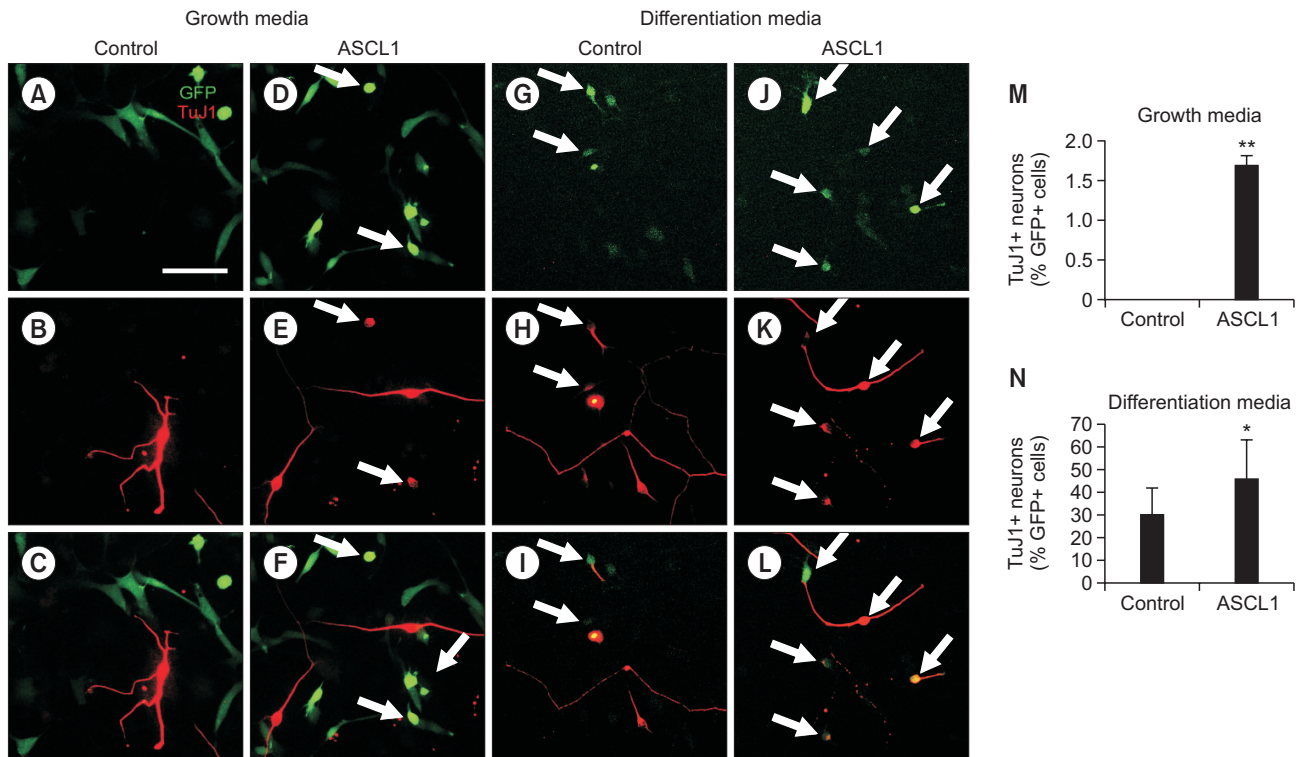 Growth media
Differentiation media
Control
ASCL1
Control
ASCL1
A
GFP
TuJ1
D
G
J
B
E
H
K
C
F
I
L
M
Growth media
TuJ1+ neurons
(% GFP+ cells)
2.0
1.5
1.0
0.5
0
**
Control
ASCL1
N
Differentiation media
TuJ1+ neurons
(% GFP+ cells)
70
60
50
40
30
20
10
0
*
Control
ASCL1